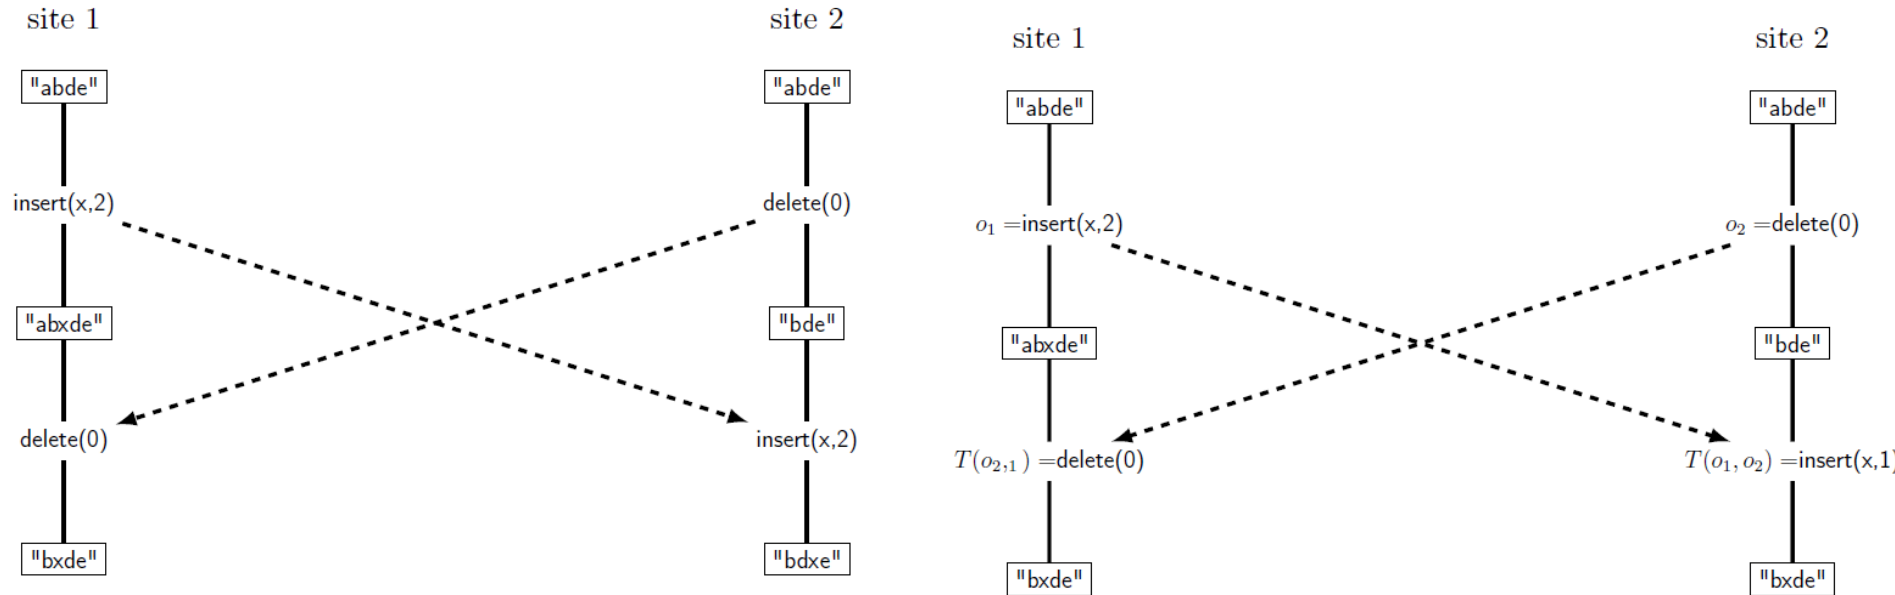 site 1
site 2
"abde"
"abde"
insert(x,2)
delete(0)
"abxde"
"bde"
delete(0)
insert(x,2)
"bxde"
"bdxe"
site 1
site 2
"abde"
"abde"
o₁ =insert(x,2)
o₂ =delete(0)
"abxde"
"bde"
T(o₂,₁) =delete(0)
T(o₁, o₂) =insert(x,1)
"bxde"
"bxde"